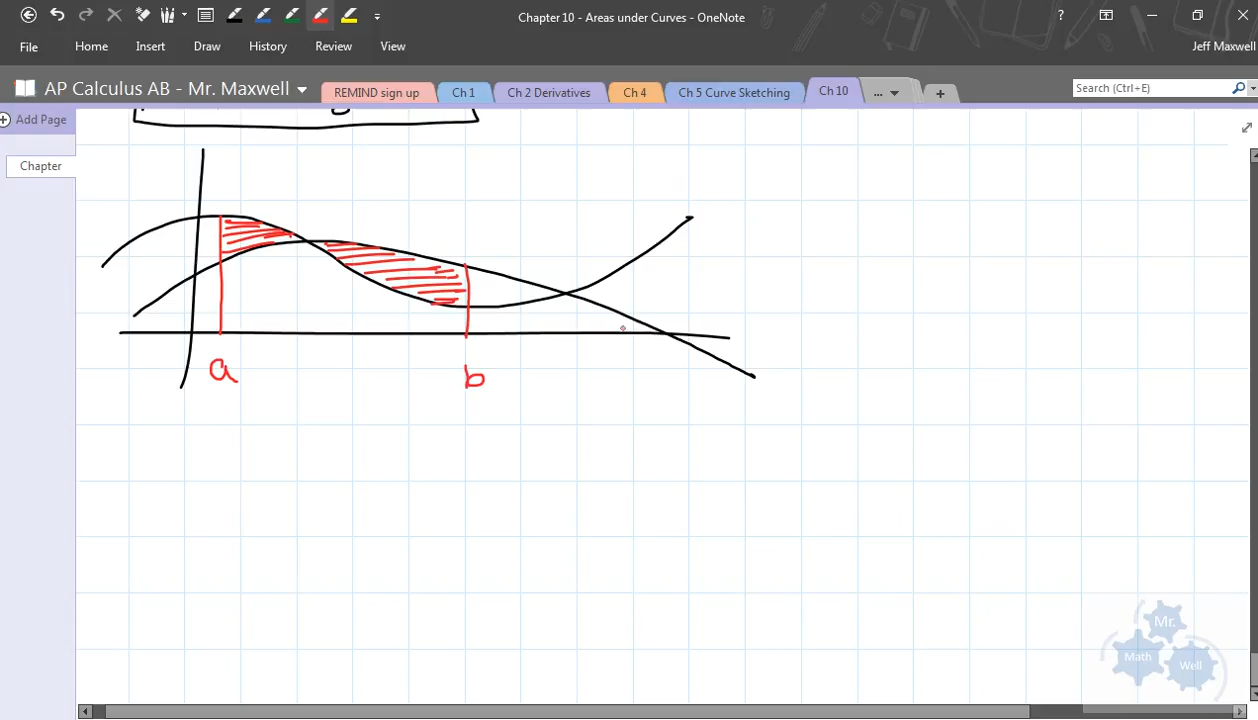 Chapter 10 - Areas under Curves - OneNote
?
File
Home
Insert
Draw
History
Review
View
Jeff Maxwell
AP Calculus AB - Mr. Maxwell
REMIND sign up
Ch 1
Ch 2 Derivatives
Ch 4
Ch 5 Curve Sketching
Ch 10
...
Search (Ctrl+E)
Add Page
Chapter
a
b
Mr.
Math
Well